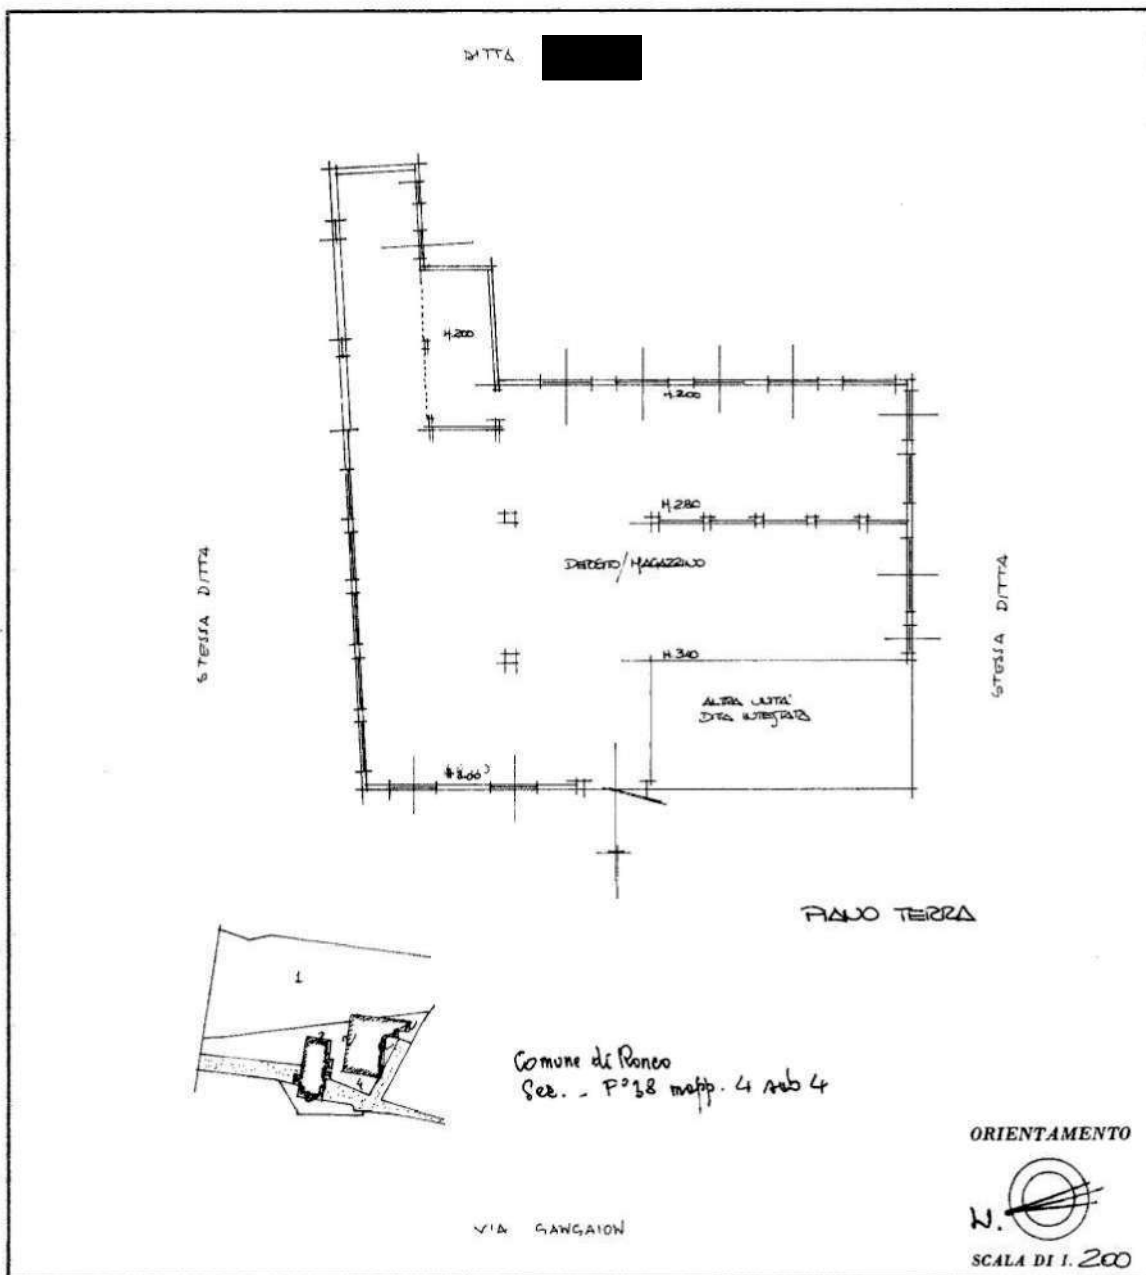 DITTA
H.200
H.200
H.280
DEPOSITO/MAGAZZINO
STESSA DITTA
STESSA DITTA
H.340
ALTRA UNITA'
DITTA INTESTATA
PIANO TERRA
1
4
Comune di Ronco
Sez. - F° 38 mapp. 4 sub 4
ORIENTAMENTO
N.
VIA
SCALA DI 1. 200